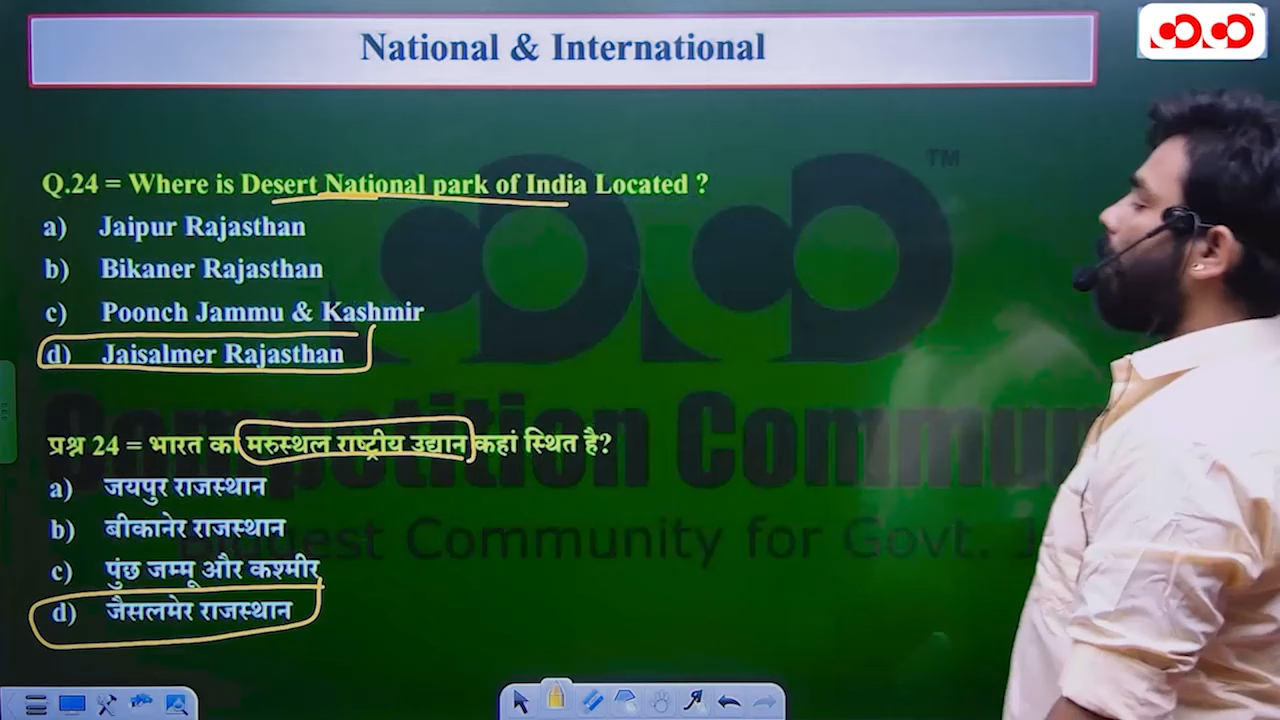 National & International
TM
Q.24 = Where is Desert National park of India Located ?
a) Jaipur Rajasthan
b) Bikaner Rajasthan
c) Poonch Jammu & Kashmir
d) Jaisalmer Rajasthan
Competition Commun
प्रश्न 24 = भारत का मरुस्थल राष्ट्रीय उद्यान कहां स्थित है?
a) जयपुर राजस्थान
b) बीकानेर राजस्थान
Biggest Community for Govt.
c) पुंछ जम्मू और कश्मीर
d) जैसलमेर राजस्थान